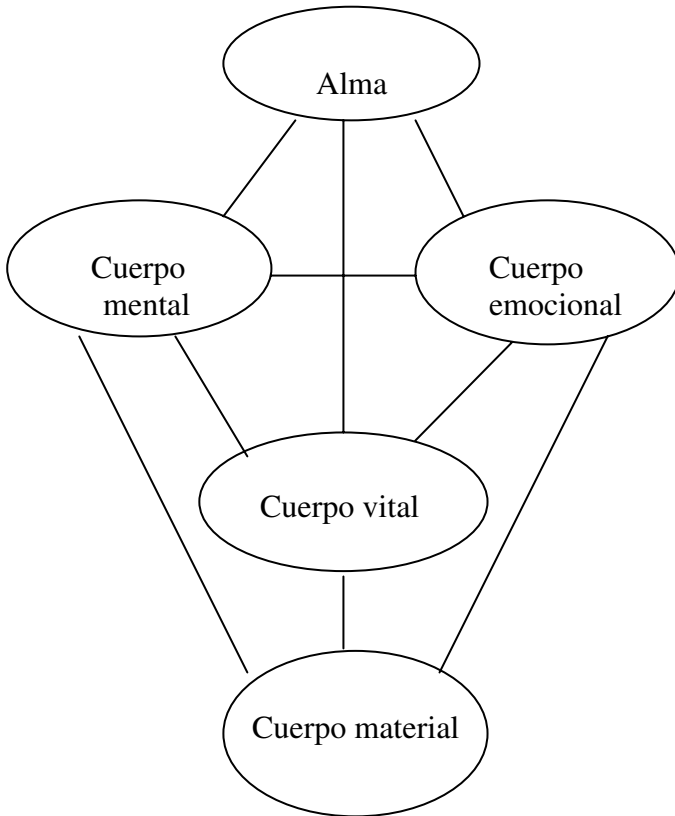 Alma
Cuerpo
mental
Cuerpo
emocional
Cuerpo vital
Cuerpo material